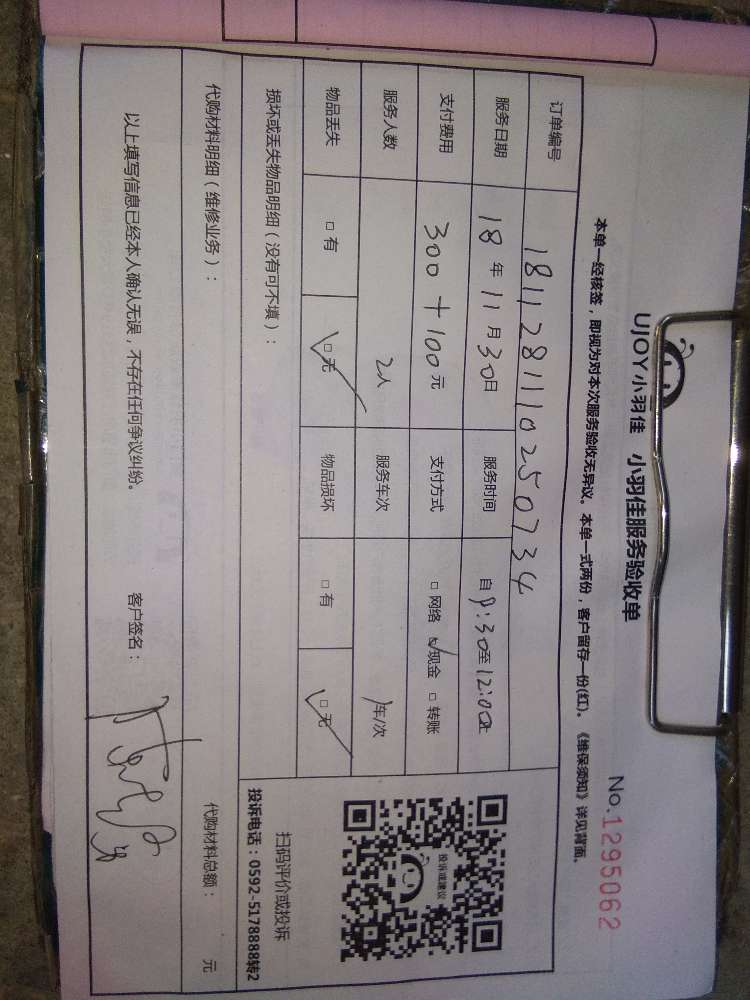 UJOY小羽佳 小羽佳服务验收单
No.1295062
本单一经核签，即视为对本次服务验收无异议。本单一式两份，客户留存一份(红)。《维保须知》详见背面。
订单编号 1811281110250734
服务日期 18年11月30日 服务时间 自8:30至12:00止
支付费用 300+100元 支付方式 □网络 ☑现金 □转账
服务人数 2人 服务车次 1车/次
物品丢失 □有 ☑无 物品损坏 □有 ☑无
投诉或建议
扫码评价或投诉
投诉电话：0592-5178888转2
损坏或丢失物品明细（没有可不填）：
代购材料明细（维修业务）： 代购材料总额： 元
以上填写信息已经本人确认无误，不存在任何争议纠纷。 客户签名：